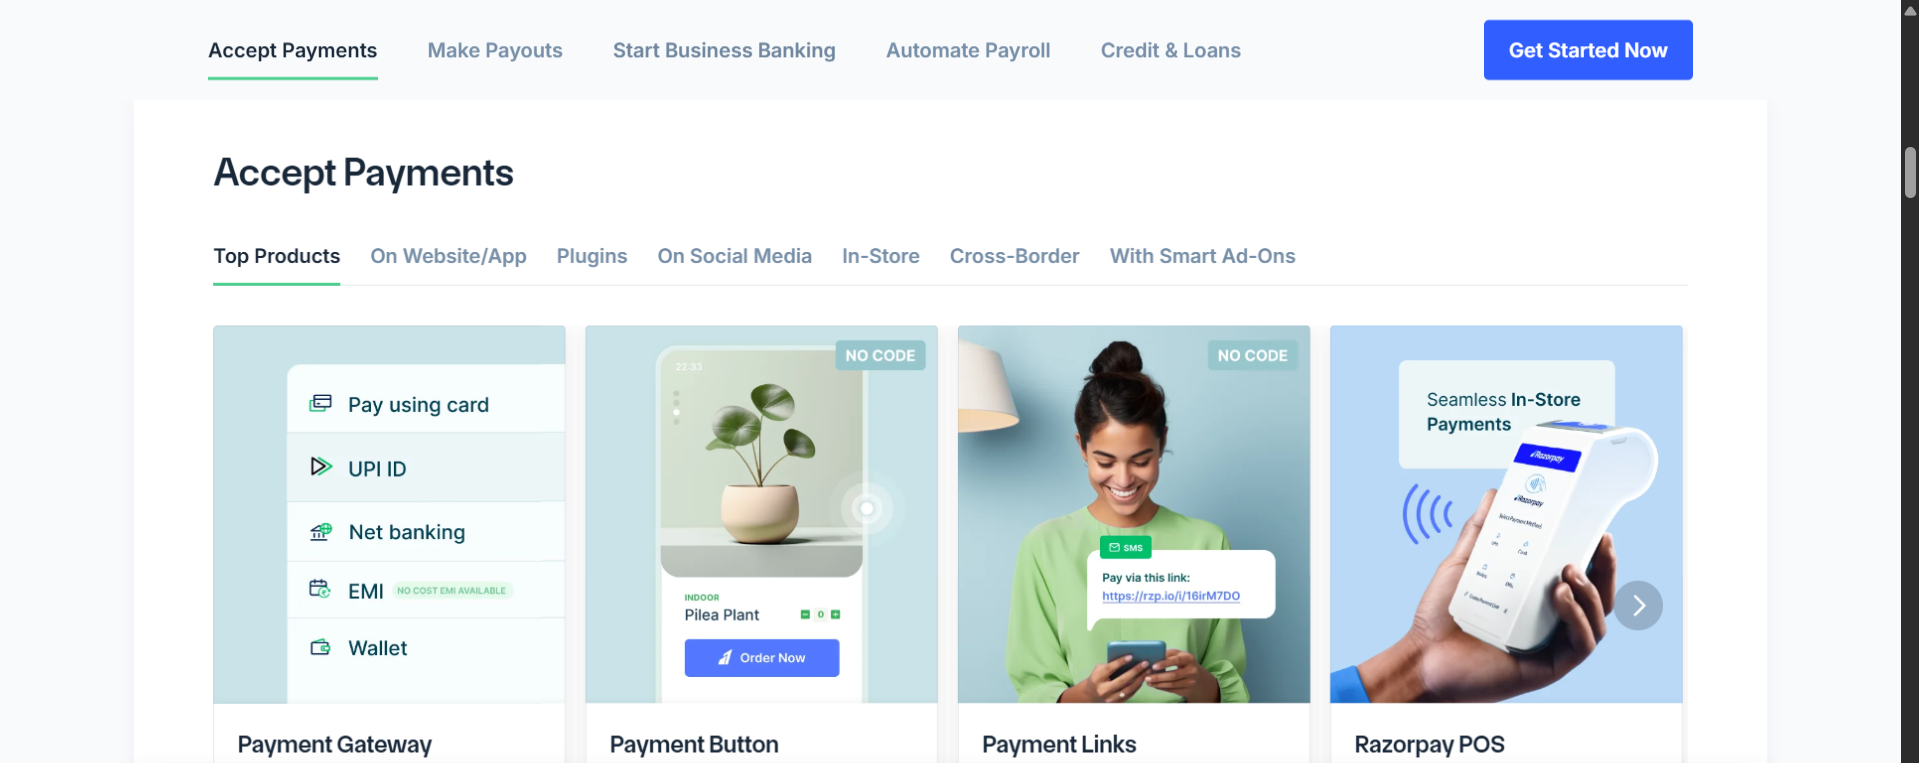 Accept Payments
Make Payouts
Start Business Banking
Automate Payroll
Credit & Loans
Get Started Now
Accept Payments
Top Products
On Website/App
Plugins
On Social Media
In-Store
Cross-Border
With Smart Ad-Ons
Pay using card
UPI ID
Net banking
EMI NO COST EMI AVAILABLE
Wallet
Payment Gateway
NO CODE
22:33
INDOOR
Pilea Plant
0
Order Now
Payment Button
NO CODE
SMS
Pay via this link:
https://rzp.io/i/16irM7DO
Payment Links
Seamless In-Store
Payments
Razorpay
Razorpay
Select Payment Method
Razorpay POS